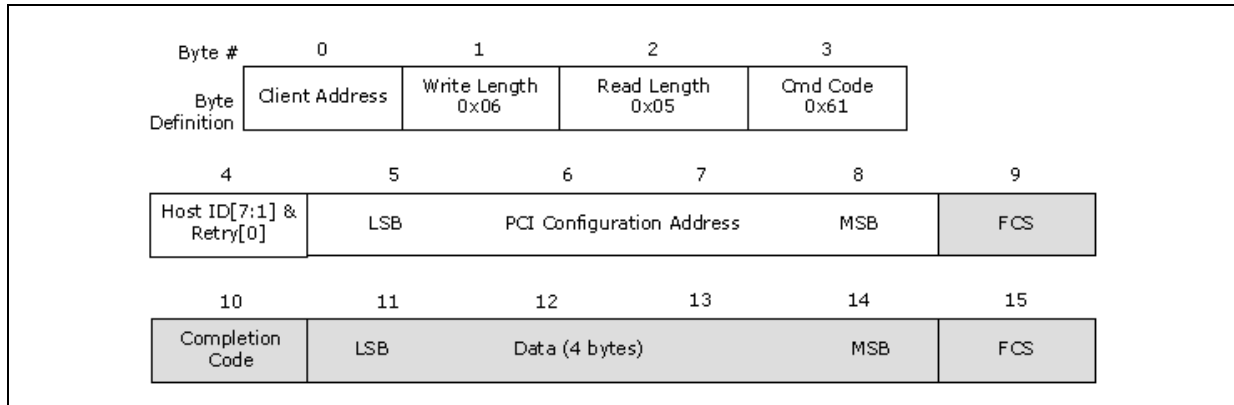 Byte # 0 1 2 3
Byte Definition
Client Address
Write Length
0x06
Read Length
0x05
Cmd Code
0x61
4 5 6 7 8 9
Host ID[7:1] &
Retry[0]
LSB PCI Configuration Address MSB FCS
10 11 12 13 14 15
Completion
Code
LSB Data (4 bytes) MSB FCS